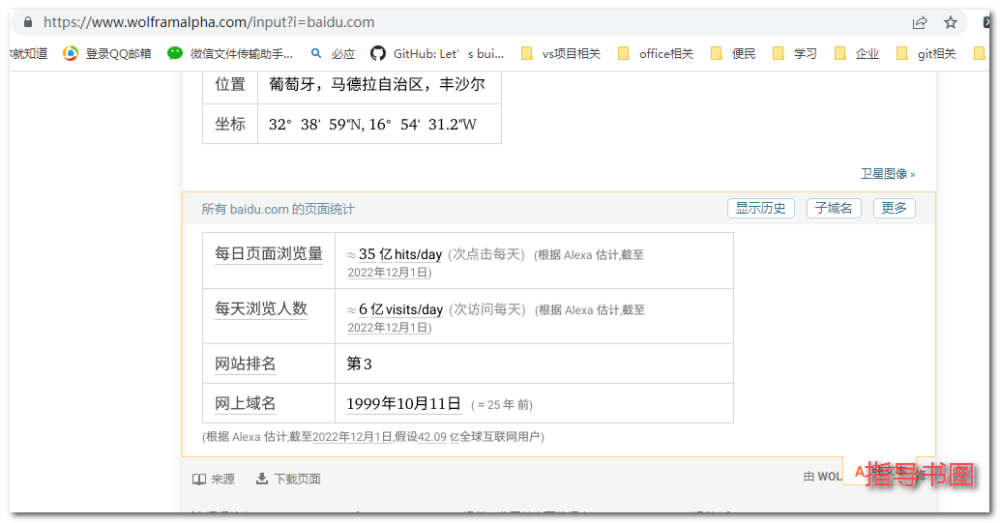 https://www.wolframalpha.com/input?i=baidu.com
你就知道 登录QQ邮箱 微信文件传输助手... 必应 GitHub: Let's bui... vs项目相关 office相关 便民 学习 企业 git相关
位置 葡萄牙，马德拉自治区，丰沙尔
坐标 32° 38' 59"N, 16° 54' 31.2"W
卫星图像 »
所有 baidu.com 的页面统计 显示历史 子域名 更多
每日页面浏览量 ≈ 35 亿 hits/day (次点击每天) (根据 Alexa 估计,截至
2022年12月1日)
每天浏览人数 ≈ 6 亿 visits/day (次访问每天) (根据 Alexa 估计,截至
2022年12月1日)
网站排名 第 3
网上域名 1999年10月11日 ( ≈ 25 年 前)
(根据 Alexa 估计,截至2022年12月1日,假设42.09 亿全球互联网用户)
来源 下载页面 由 WOL
纯文本
指导书图